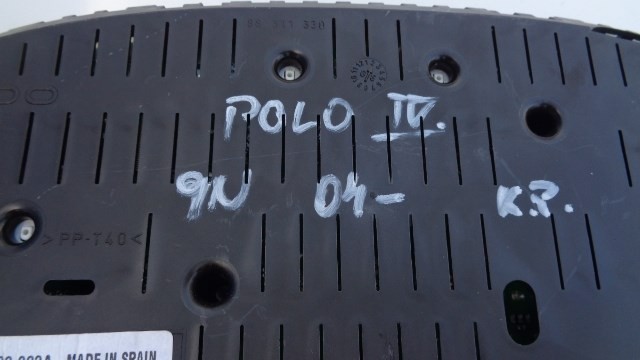 POLO IV.
9N 04- K.P.
>PP-T40<
MADE IN SPAIN